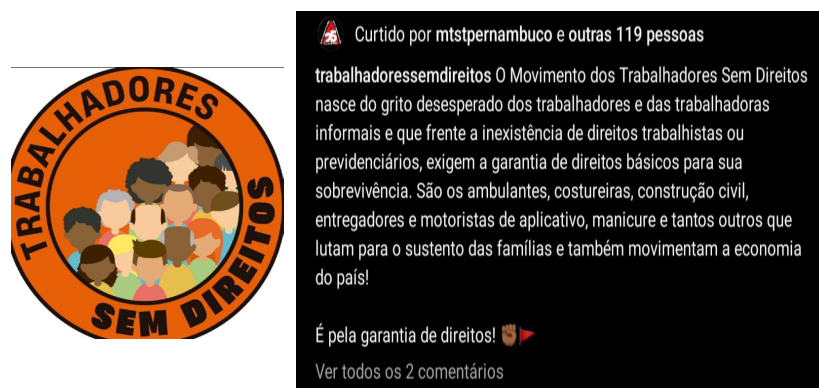 TRABALHADORES
SEM DIREITOS
Curtido por mtstpernambuco e outras 119 pessoas
trabalhadoressemdireitos O Movimento dos Trabalhadores Sem Direitos
nasce do grito desesperado dos trabalhadores e das trabalhadoras
informais e que frente a inexistência de direitos trabalhistas ou
previdenciários, exigem a garantia de direitos básicos para sua
sobrevivência. São os ambulantes, costureiras, construção civil,
entregadores e motoristas de aplicativo, manicure e tantos outros que
lutam para o sustento das famílias e também movimentam a economia
do país!
É pela garantia de direitos! ✊🏾🚩
Ver todos os 2 comentários